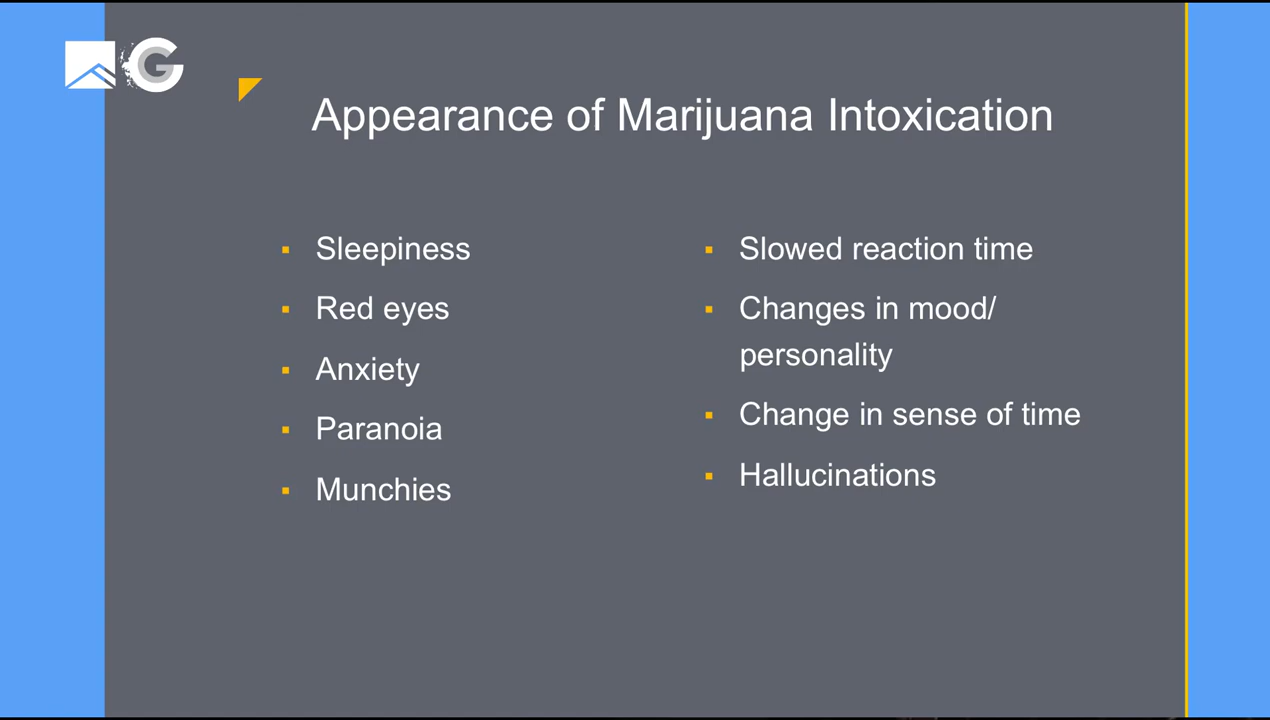 G
Appearance of Marijuana Intoxication
▪ Sleepiness
▪ Red eyes
▪ Anxiety
▪ Paranoia
▪ Munchies
▪ Slowed reaction time
▪ Changes in mood/
personality
▪ Change in sense of time
▪ Hallucinations